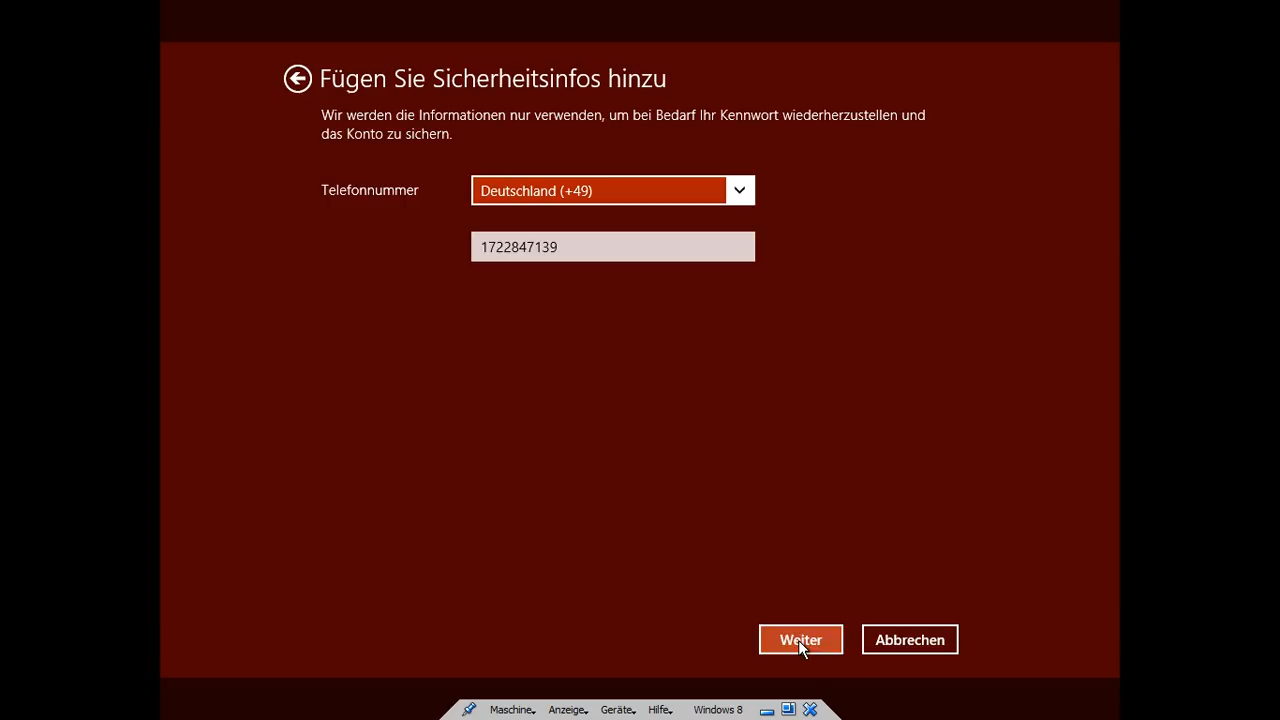 Fügen Sie Sicherheitsinfos hinzu
Wir werden die Informationen nur verwenden, um bei Bedarf Ihr Kennwort wiederherzustellen und
das Konto zu sichern.
Telefonnummer
Deutschland (+49)
1722847139
Weiter
Abbrechen
Maschine Anzeige Geräte Hilfe Windows 8